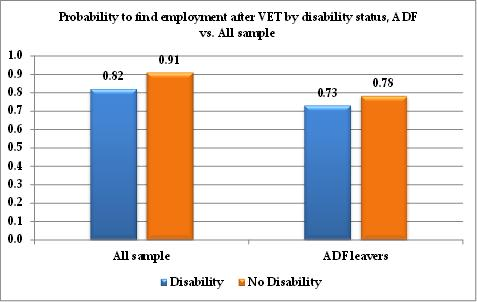 Probability to find employment after VET by disability status, ADF
vs. All sample
1.0
0.9
0.8
0.7
0.6
0.5
0.4
0.3
0.2
0.1
0.0
0.82
0.91
0.73
0.78
All sample
ADF leavers
Disability
No Disability